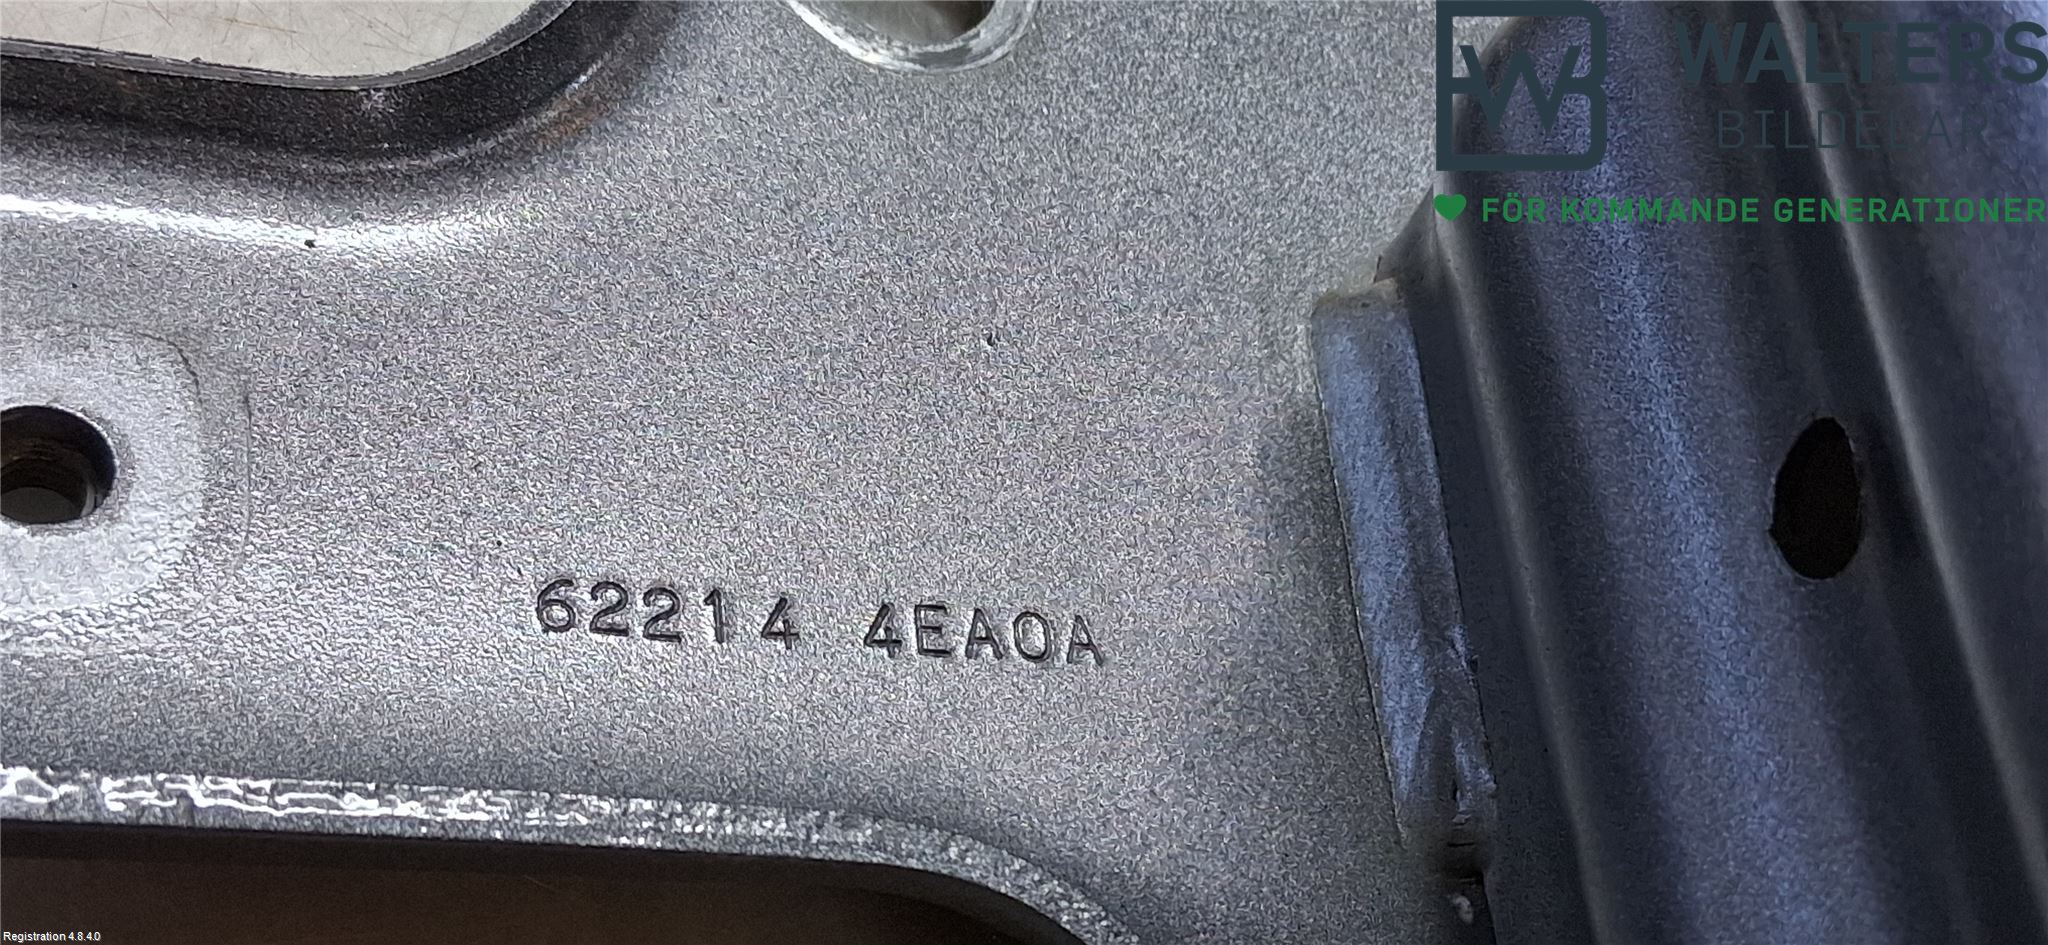 WALTERS
BILDELAR
FÖR KOMMANDE GENERATIONER
62214 4EA0A
Registration 4.8.4.0